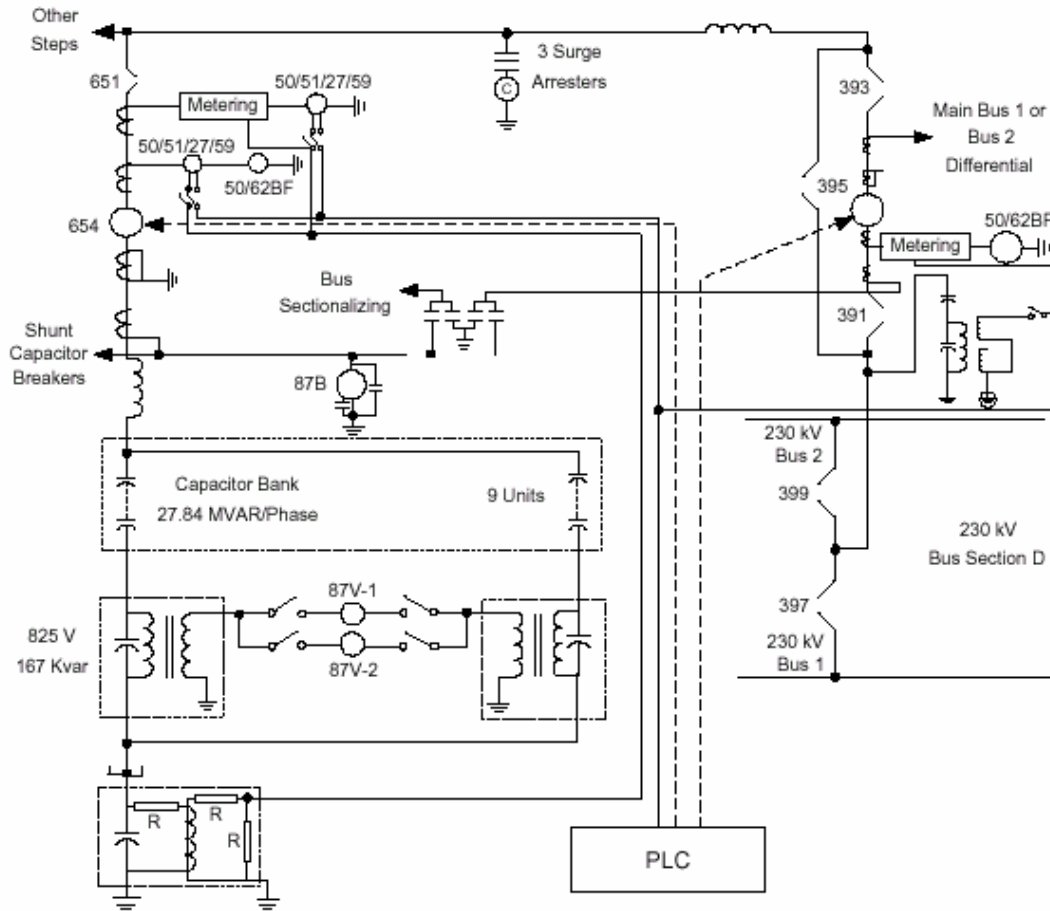 Other
Steps
651
Metering
50/51/27/59
50/51/27/59
50/62BF
654
3 Surge
Arresters
C
393
Main Bus 1 or
Bus 2
Differential
395
50/62BF
Metering
391
Bus
Sectionalizing
Shunt
Capacitor
Breakers
87B
230 kV
Bus 2
399
230 kV
Bus Section D
397
230 kV
Bus 1
Capacitor Bank
27.84 MVAR/Phase
9 Units
825 V
167 Kvar
87V-1
87V-2
R
R
R
PLC